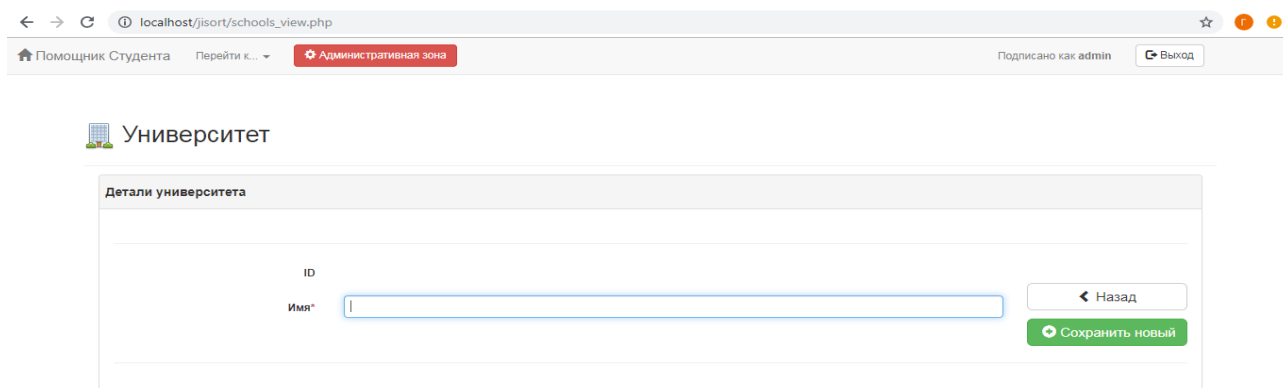 localhost/jisort/schools_view.php
Г
Помощник Студента Перейти к... Административная зона Подписано как admin Выход
Университет
Детали университета
ID
Имя*
Назад
Сохранить новый